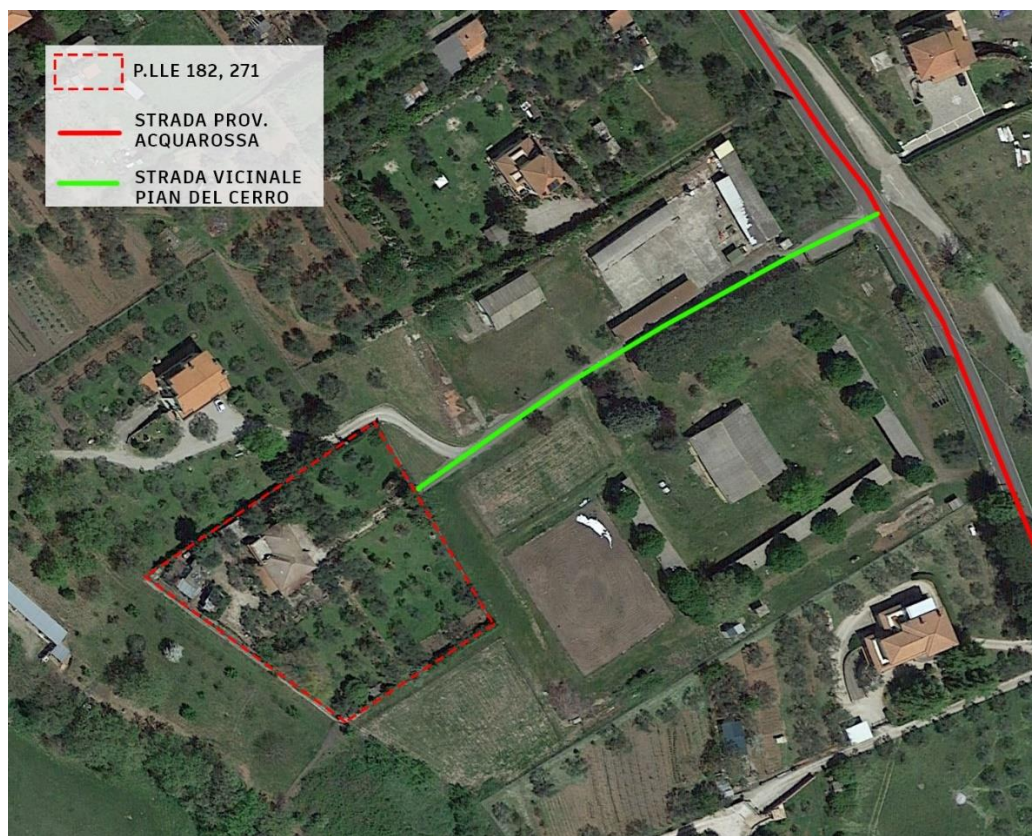 P.LLE 182, 271
STRADA PROV.
ACQUAROSSA
STRADA VICINALE
PIAN DEL CERRO